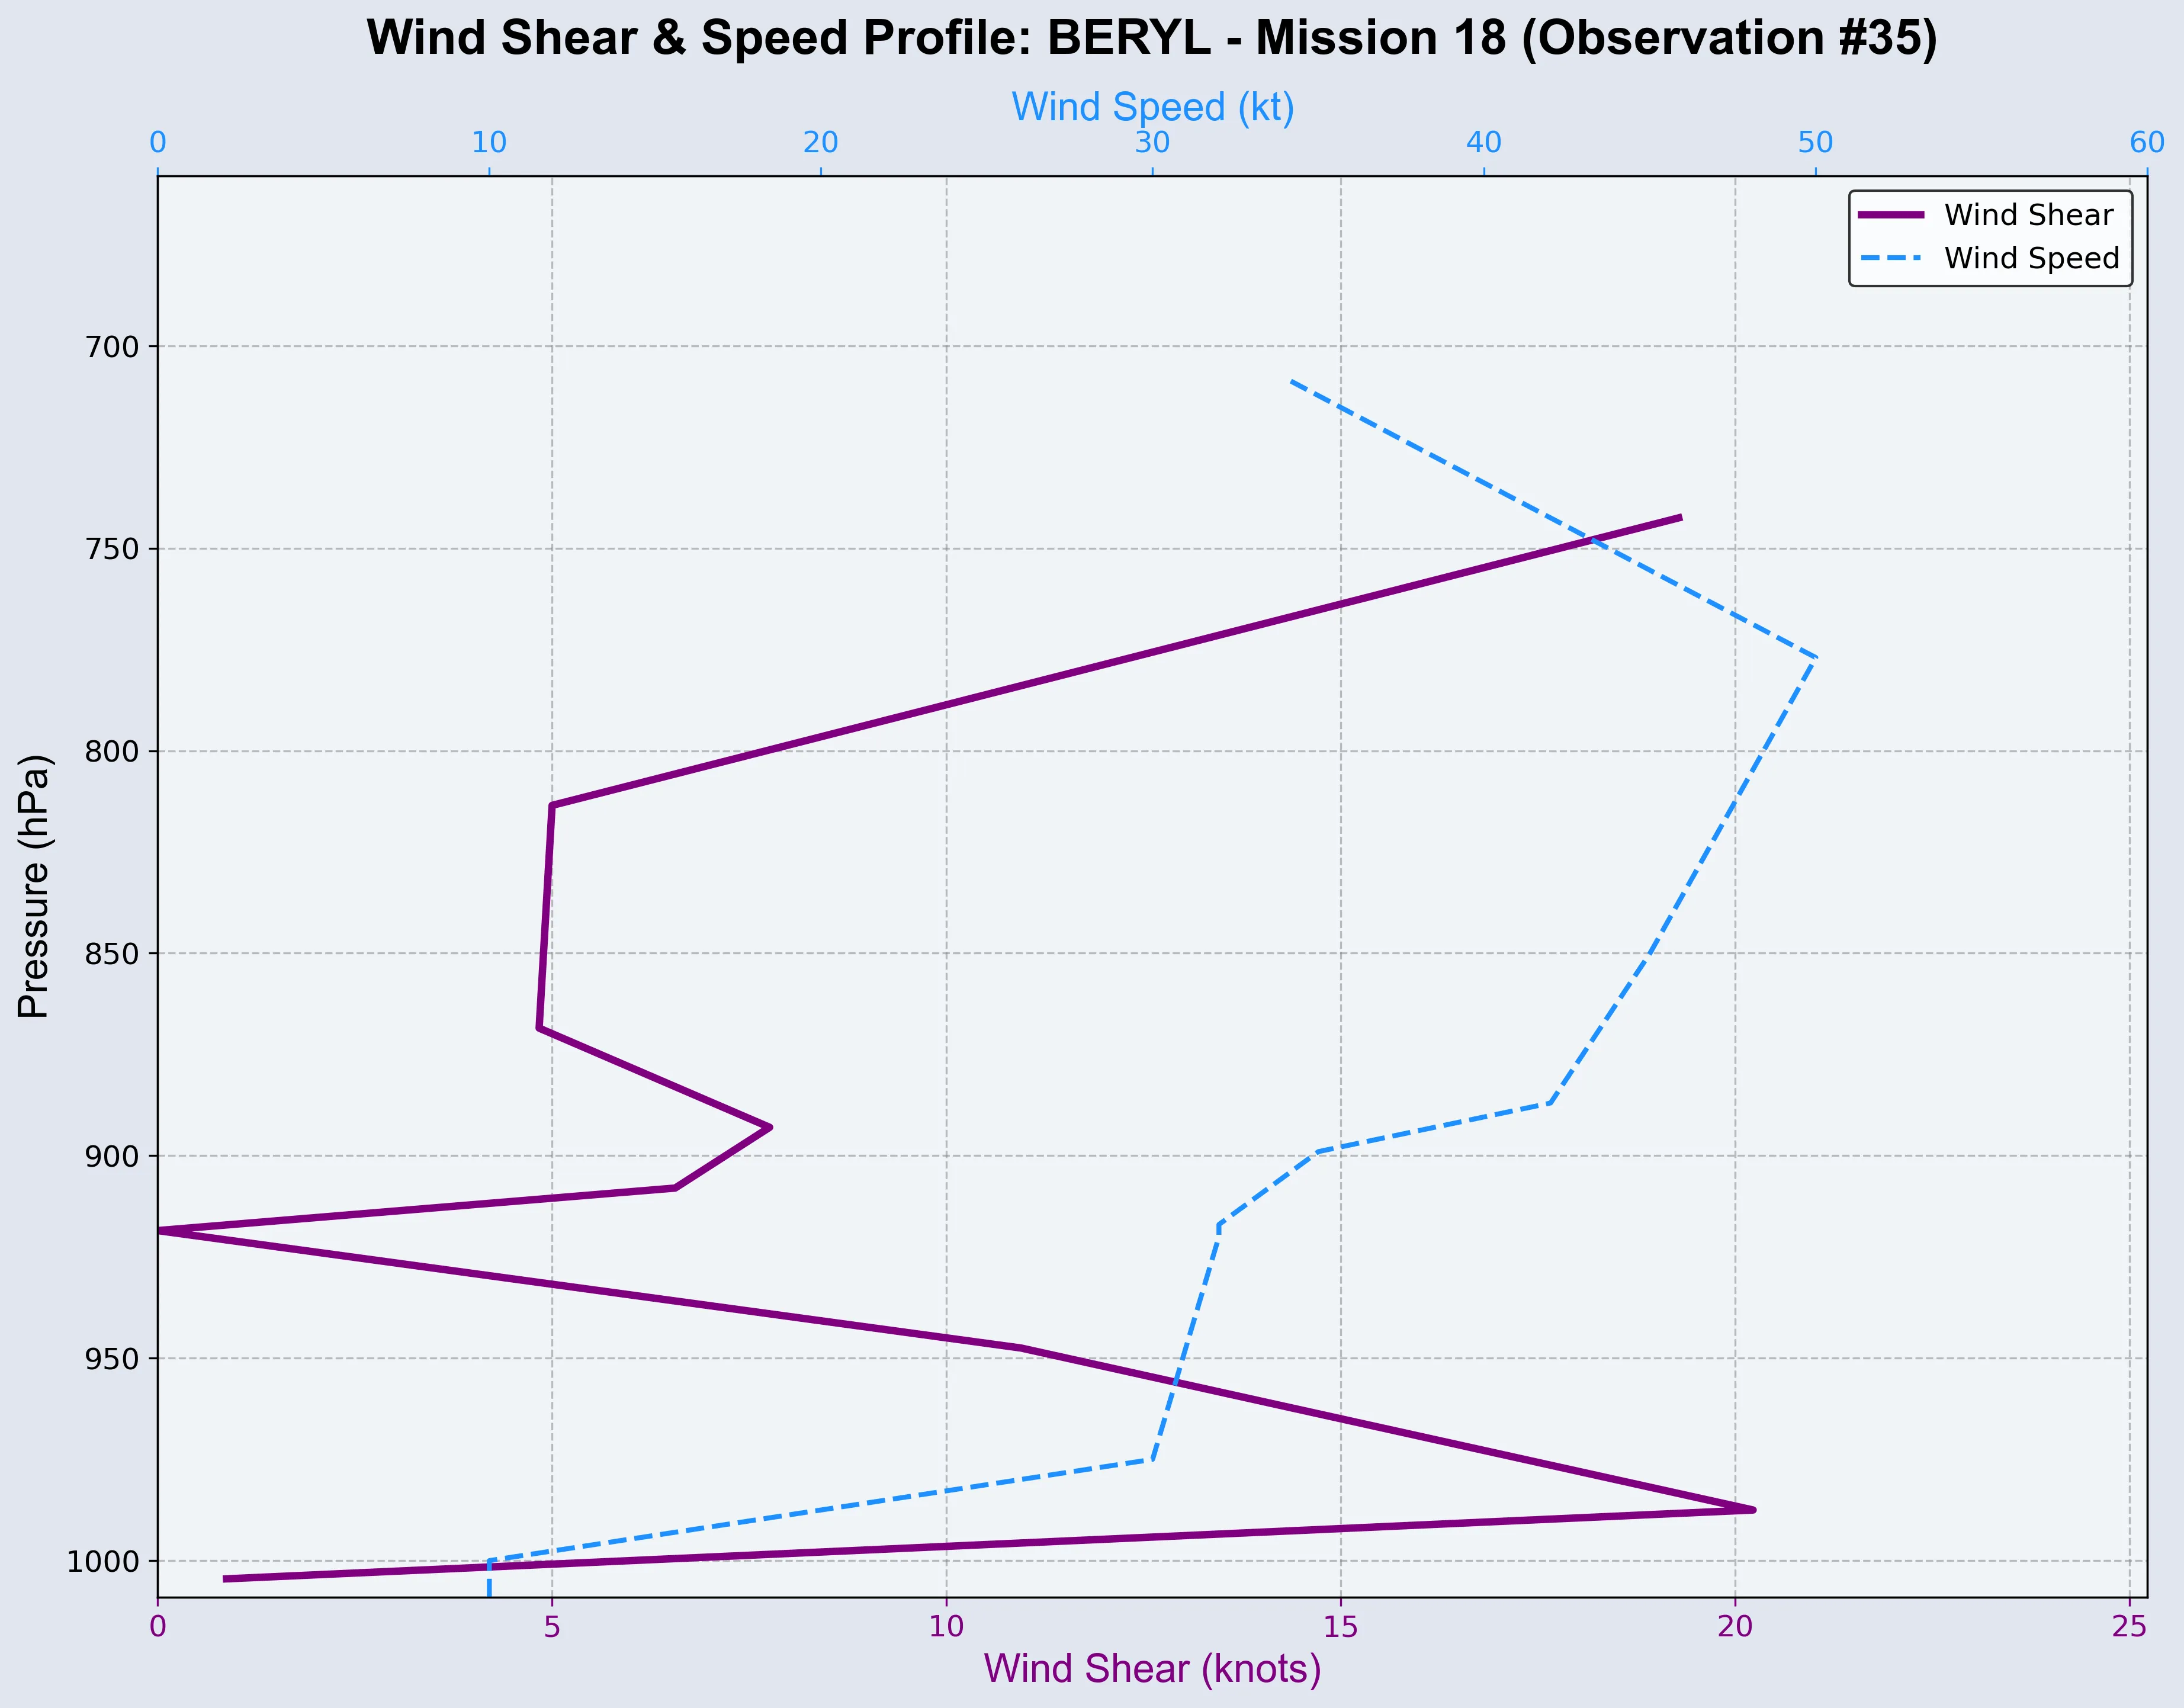 Wind Shear & Speed Profile: BERYL - Mission 18 (Observation #35)
Wind Speed (kt)
0 10 20 30 40 50 60
Wind Shear
Wind Speed
700
750
800
850
900
950
1000
Pressure (hPa)
0 5 10 15 20 25
Wind Shear (knots)